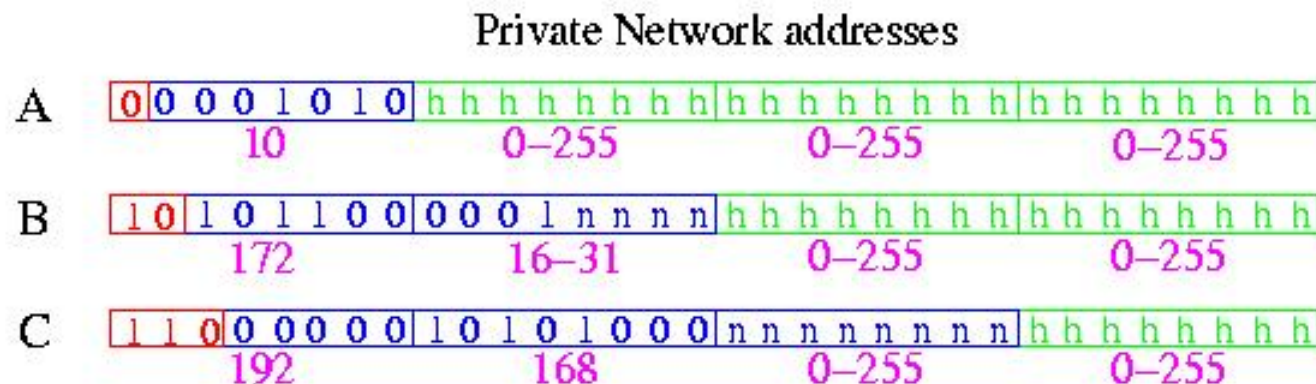 Private Network addresses
A 0 0 0 0 1 0 1 0 h h h h h h h h h h h h h h h h h h h h h h h h
10 0–255 0–255 0–255
B 1 0 1 0 1 1 0 0 0 0 0 1 n n n n h h h h h h h h h h h h h h h h
172 16–31 0–255 0–255
C 1 1 0 0 0 0 0 0 1 0 1 0 1 0 0 0 n n n n n n n n h h h h h h h h
192 168 0–255 0–255